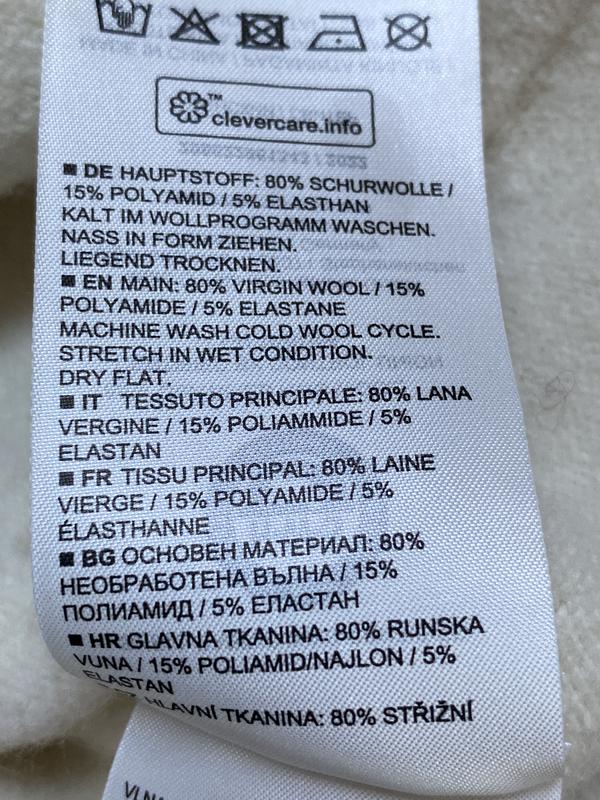 ™
clevercare.info
■ DE HAUPTSTOFF: 80% SCHURWOLLE /
15% POLYAMID / 5% ELASTHAN
KALT IM WOLLPROGRAMM WASCHEN.
NASS IN FORM ZIEHEN.
LIEGEND TROCKNEN.
■ EN MAIN: 80% VIRGIN WOOL / 15%
POLYAMIDE / 5% ELASTANE
MACHINE WASH COLD WOOL CYCLE.
STRETCH IN WET CONDITION.
DRY FLAT.
■ IT TESSUTO PRINCIPALE: 80% LANA
VERGINE / 15% POLIAMMIDE / 5%
ELASTAN
■ FR TISSU PRINCIPAL: 80% LAINE
VIERGE / 15% POLYAMIDE / 5%
ÉLASTHANNE
■ BG ОСНОВЕН МАТЕРИАЛ: 80%
НЕОБРАБОТЕНА ВЪЛНА / 15%
ПОЛИАМИД / 5% ЕЛАСТАН
■ HR GLAVNA TKANINA: 80% RUNSKA
VUNA / 15% POLIAMID/NAJLON / 5%
ELASTAN
HLAVNÍ TKANINA: 80% STŘIŽNÍ